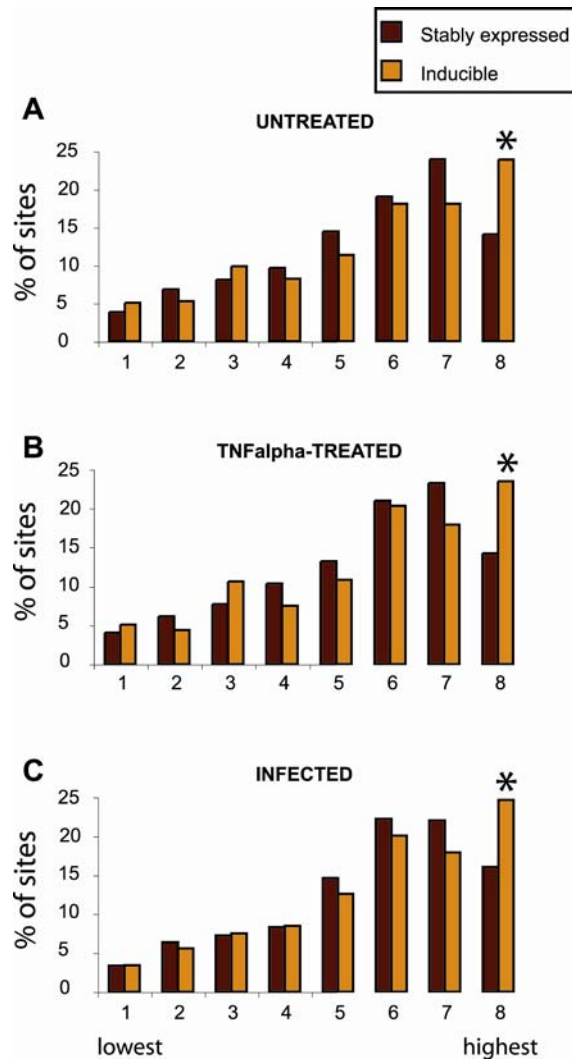 Stably expressed
Inducible
A
UNTREATED
*
% of sites
25
20
15
10
5
0
1 2 3 4 5 6 7 8
B
TNFalpha-TREATED
*
% of sites
25
20
15
10
5
0
1 2 3 4 5 6 7 8
C
INFECTED
*
% of sites
25
20
15
10
5
0
1 2 3 4 5 6 7 8
lowest highest